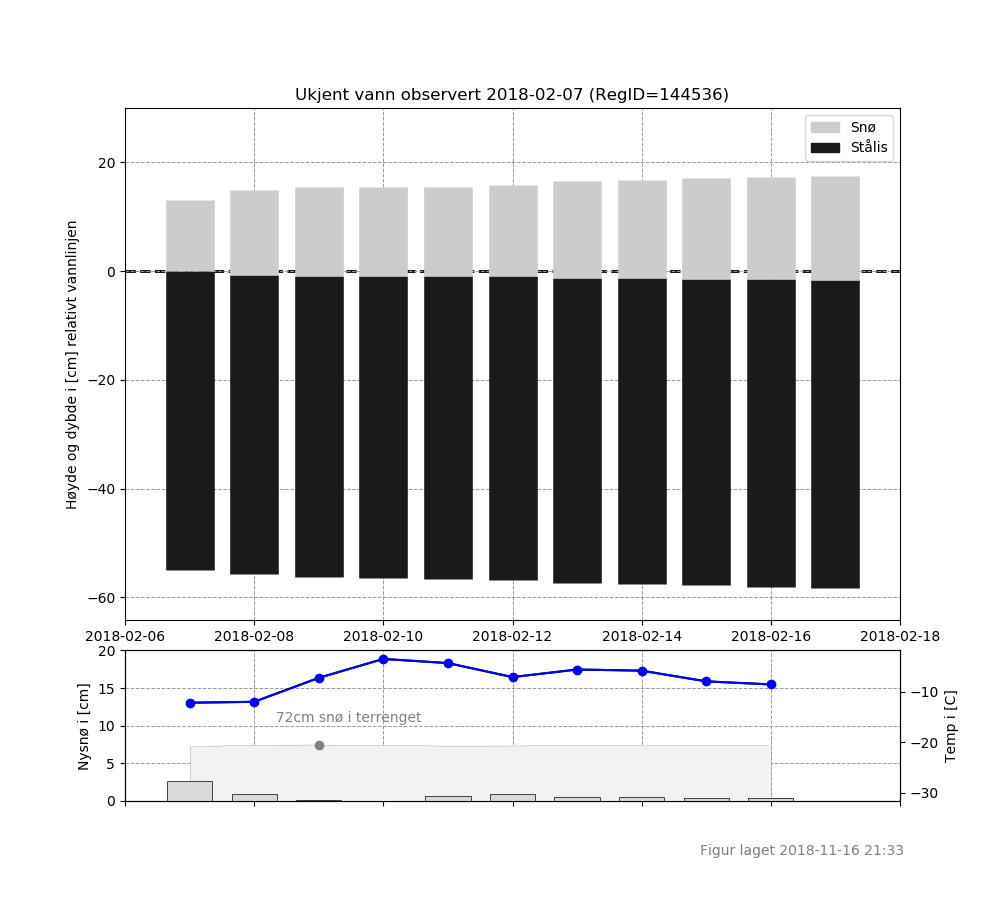 Ukjent vann observert 2018-02-07 (RegID=144536)
Snø
Stålis
Høyde og dybde i [cm] relativt vannlinjen
20
0
−20
−40
−60
2018-02-06 2018-02-08 2018-02-10 2018-02-12 2018-02-14 2018-02-16 2018-02-18
Nysnø i [cm]
20
15
10
5
0
72cm snø i terrenget
−10
−20
−30
Temp i [C]
Figur laget 2018-11-16 21:33